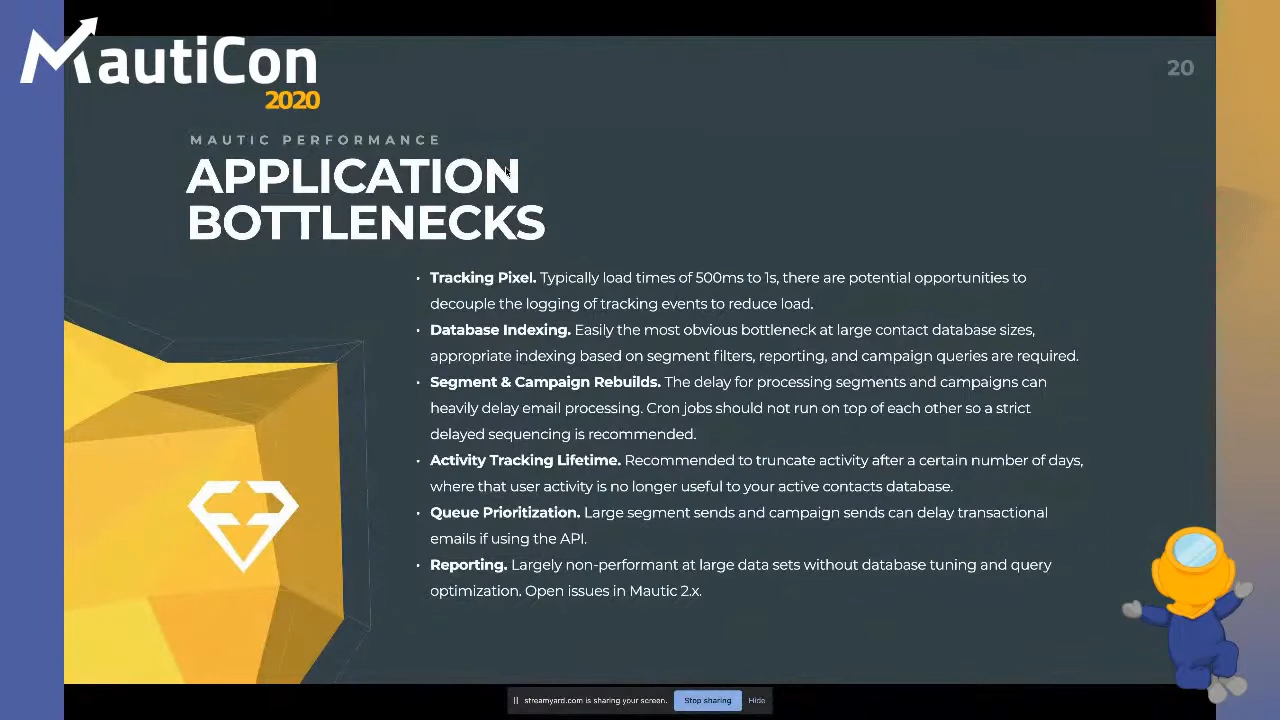 MautiCon
2020
20
MAUTIC PERFORMANCE
APPLICATION
BOTTLENECKS
• Tracking Pixel. Typically load times of 500ms to 1s, there are potential opportunities to
decouple the logging of tracking events to reduce load.
• Database Indexing. Easily the most obvious bottleneck at large contact database sizes,
appropriate indexing based on segment filters, reporting, and campaign queries are required.
• Segment & Campaign Rebuilds. The delay for processing segments and campaigns can
heavily delay email processing. Cron jobs should not run on top of each other so a strict
delayed sequencing is recommended.
• Activity Tracking Lifetime. Recommended to truncate activity after a certain number of days,
where that user activity is no longer useful to your active contacts database.
• Queue Prioritization. Large segment sends and campaign sends can delay transactional
emails if using the API.
• Reporting. Largely non-performant at large data sets without database tuning and query
optimization. Open issues in Mautic 2.x.
streamyard.com is sharing your screen. Stop sharing Hide